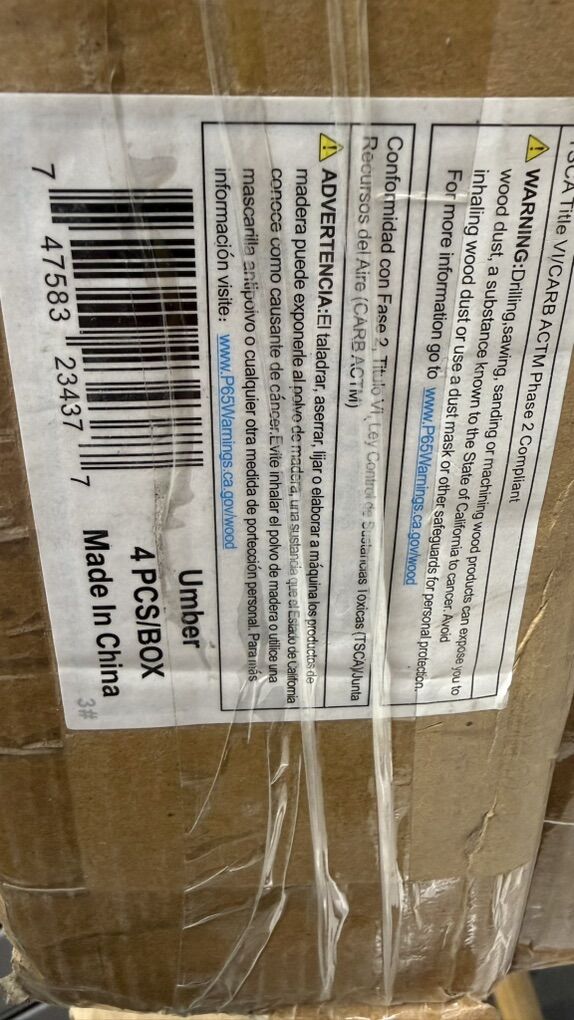 TSCA Title VI/CARB ACTM Phase 2 Compliant
WARNING:Drilling,sawing, sanding or machining wood products can expose you to
wood dust, a substance known to the State of California to cancer. Avoid
inhaling wood dust or use a dust mask or other safeguards for personal protection.
For more information go to www.P65Warnings.ca.gov/wood
Conformidad con Fase 2, Titulo VI, Ley Control de Sustancias Tóxicas (TSCA)/Junta
Recursos del Aire (CARB ACTM)
ADVERTENCIA:El taladrar, aserrar, lijar o elaborar a máquina los productos de
madera puede exponerle al polvo de madera, una sustancia que el Estado de California
conoce como causante de cáncer.Evite inhalar el polvo de madera o utilice una
mascarilla antipolvo o cualquier otra medida de portección personal. Para más
información visite: www.P65Warnings.ca.gov/wood
7 47583 23437 7
Umber
4 PCS/BOX
Made In China
3#